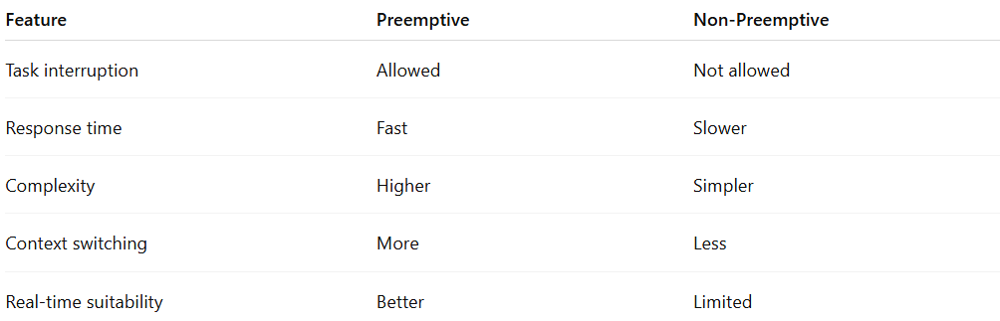 Feature Preemptive Non-Preemptive
Task interruption Allowed Not allowed
Response time Fast Slower
Complexity Higher Simpler
Context switching More Less
Real-time suitability Better Limited